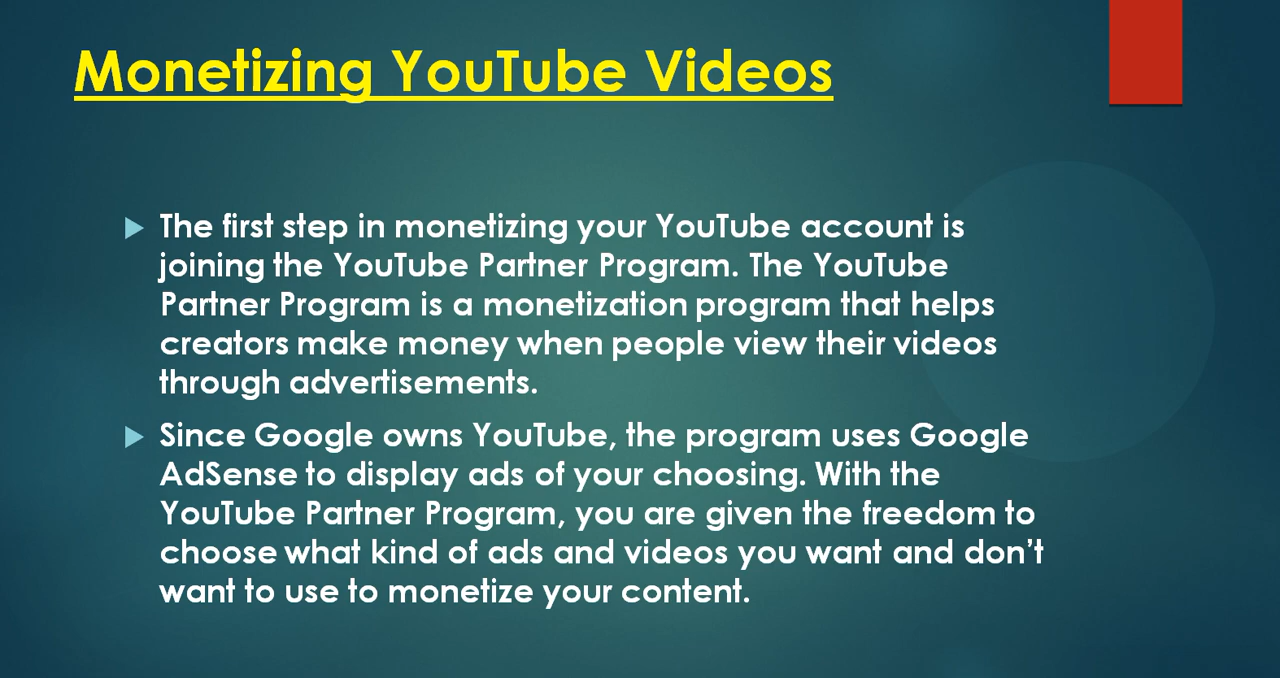 Monetizing YouTube Videos
The first step in monetizing your YouTube account is
joining the YouTube Partner Program. The YouTube
Partner Program is a monetization program that helps
creators make money when people view their videos
through advertisements.
Since Google owns YouTube, the program uses Google
AdSense to display ads of your choosing. With the
YouTube Partner Program, you are given the freedom to
choose what kind of ads and videos you want and don’t
want to use to monetize your content.